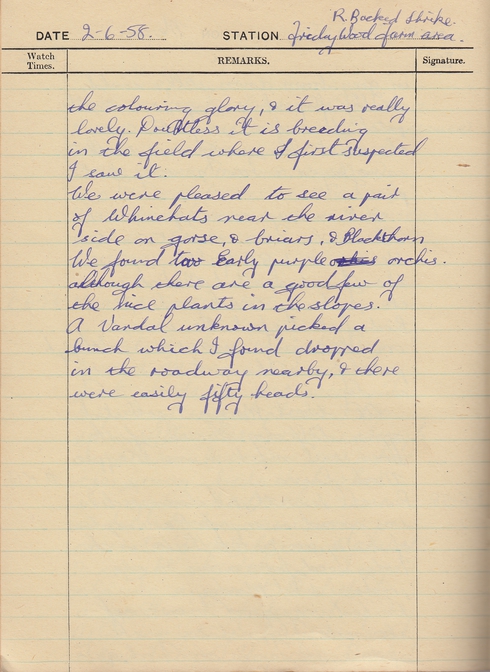 R. Backed Shrike.
DATE 2-6-58. STATION Friday Wood farm area.
Watch Times. REMARKS. Signature.
the colouring glory, & it was really
lovely. Doubtless it is breeding
in the field where I first suspected
I saw it.
We were pleased to see a pair
of Whinchats near the river
side on gorse, & briars, & Blackthorn
We found two Early purple orchis.
although there are a good few of
the nice plants in the slopes.
A Vandal unknown picked a
bunch which I found dropped
in the roadway nearby, & there
were easily fifty heads.